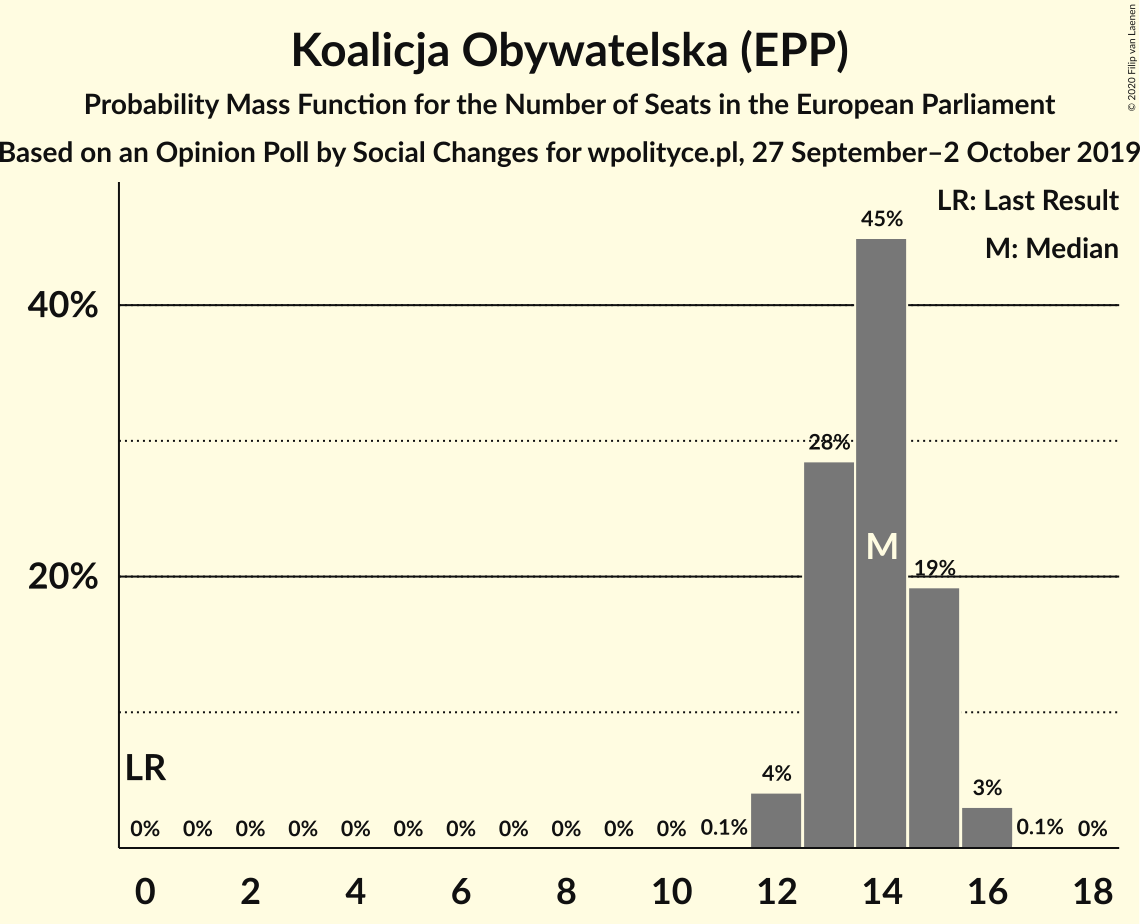 Koalicja Obywatelska (EPP)
Probability Mass Function for the Number of Seats in the European Parliament
Based on an Opinion Poll by Social Changes for wpolityce.pl, 27 September–2 October 2019
© 2020 Filip van Laenen
LR: Last Result
M: Median
45%
40%
28%
M
20%
19%
LR
4%
3%
0% 0% 0% 0% 0% 0% 0% 0% 0% 0% 0% 0.1% 0.1% 0%
0 2 4 6 8 10 12 14 16 18